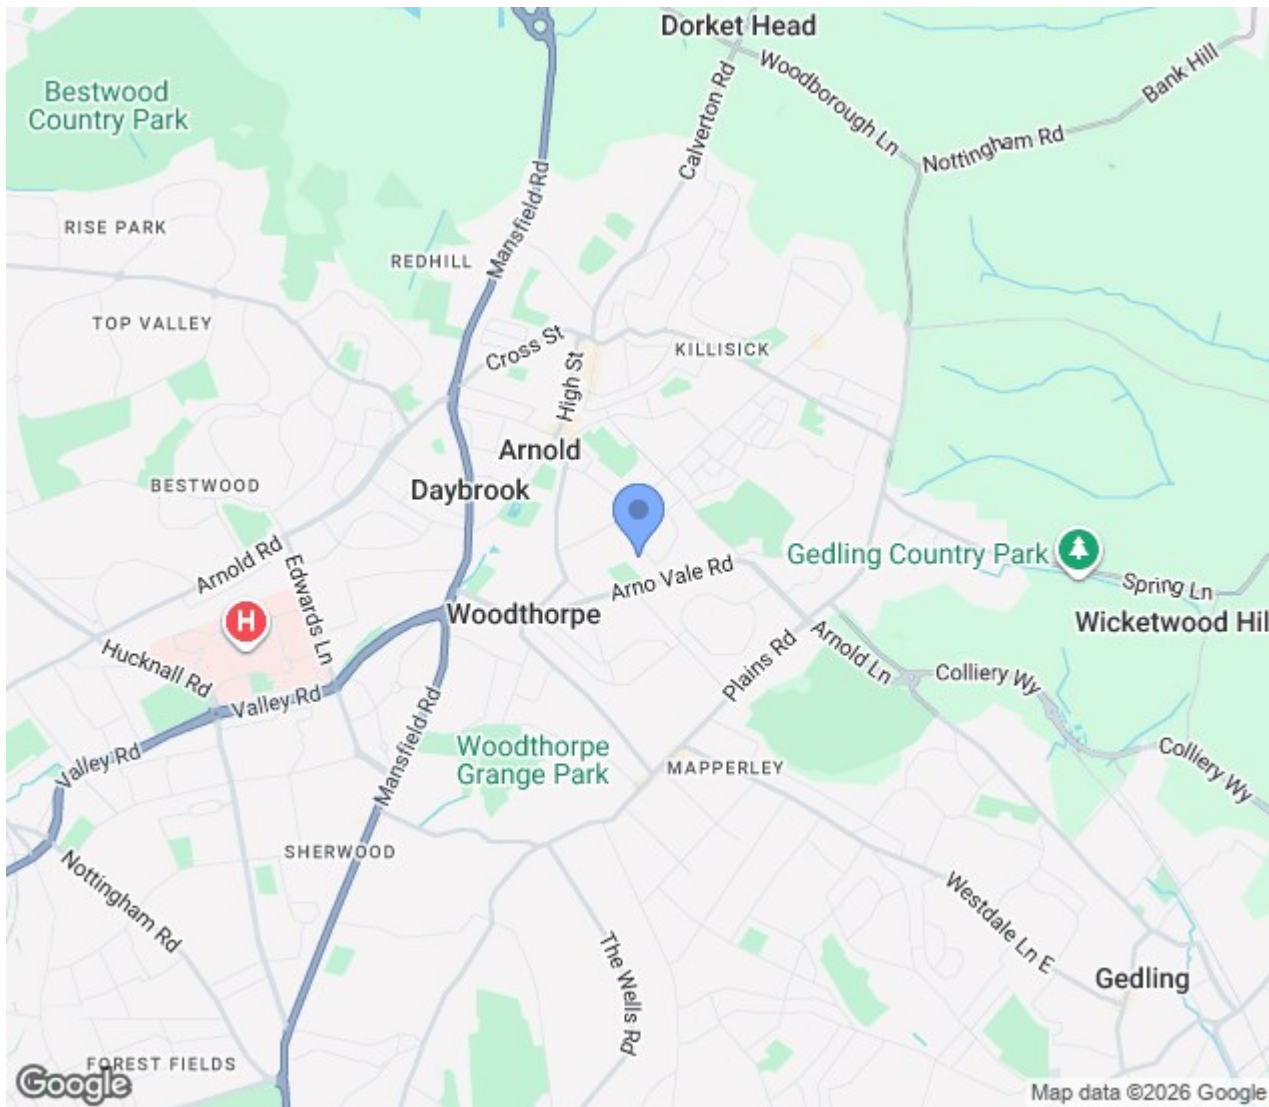 Dorket Head
Woodborough Ln
Bank Hill
Bestwood
Country Park
Calverton Rd
Nottingham Rd
Mansfield Rd
RISE PARK
REDHILL
TOP VALLEY
Cross St
KILLISICK
High St
Arnold
BESTWOOD
Daybrook
Arnold Rd
Edwards Ln
Gedling Country Park
Arno Vale Rd
Spring Ln
H
Woodthorpe
Wicketwood Hil
Hucknall Rd
Arnold Ln
Plains Rd
Colliery Wy
Valley Rd
Mansfield Rd
Valley Rd
Woodthorpe
Grange Park
MAPPERLEY
Colliery Wy
SHERWOOD
Nottingham Rd
Westdale Ln E
The Wells Rd
Gedling
FOREST FIELDS
Google
Map data ©2026 Google